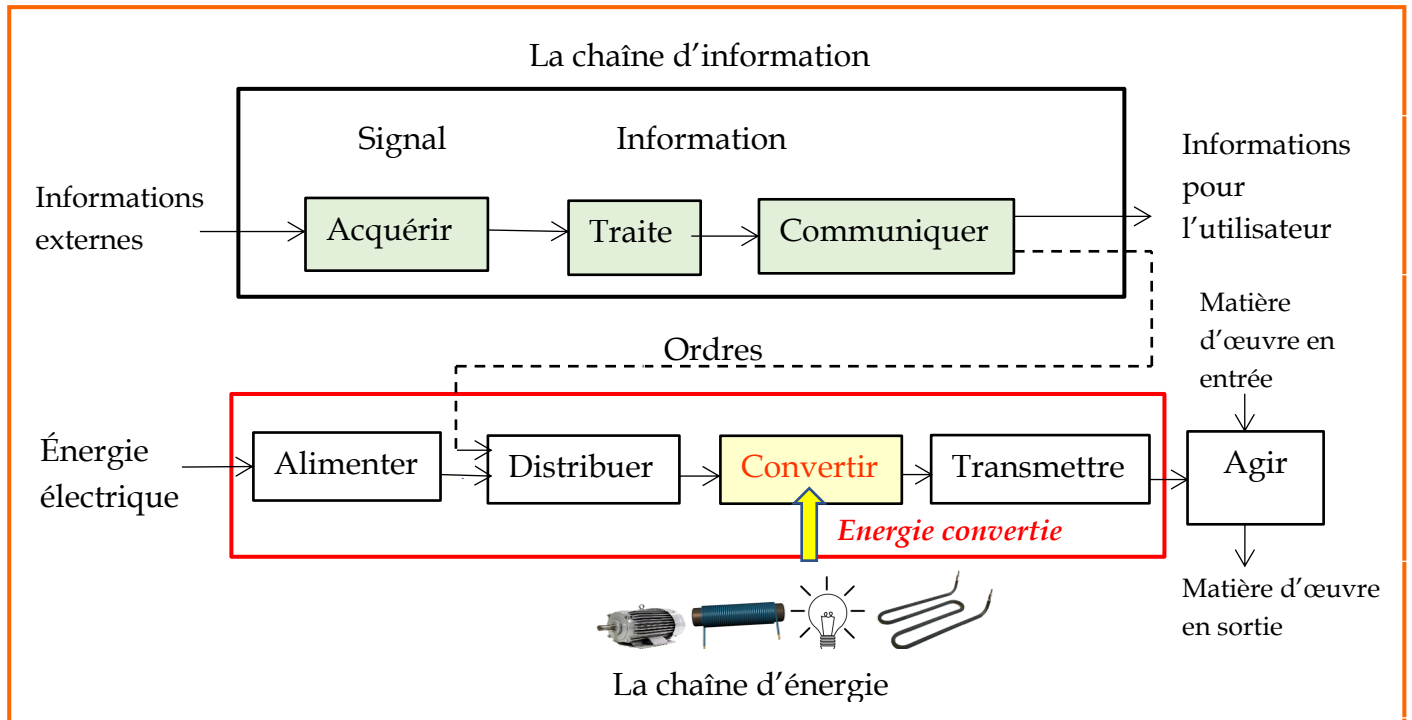 La chaîne d’information
Signal
Information
Informations
externes
Acquérir
Traite
Communiquer
Informations
pour
l’utilisateur
Ordres
Matière
d’œuvre en
entrée
Énergie
électrique
Alimenter
Distribuer
Convertir
Transmettre
Agir
Energie convertie
Matière d’œuvre
en sortie
La chaîne d’énergie